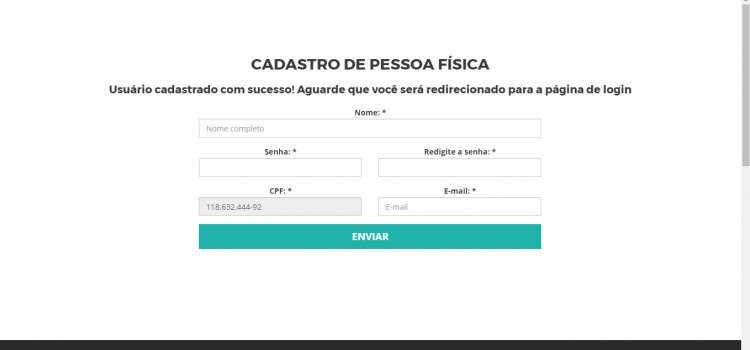 CADASTRO DE PESSOA FÍSICA
Usuário cadastrado com sucesso! Aguarde que você será redirecionado para a página de login
Nome: *
Nome completo
Senha: * Redigite a senha: *
CPF: * E-mail: *
118.632.444-92 E-mail
ENVIAR